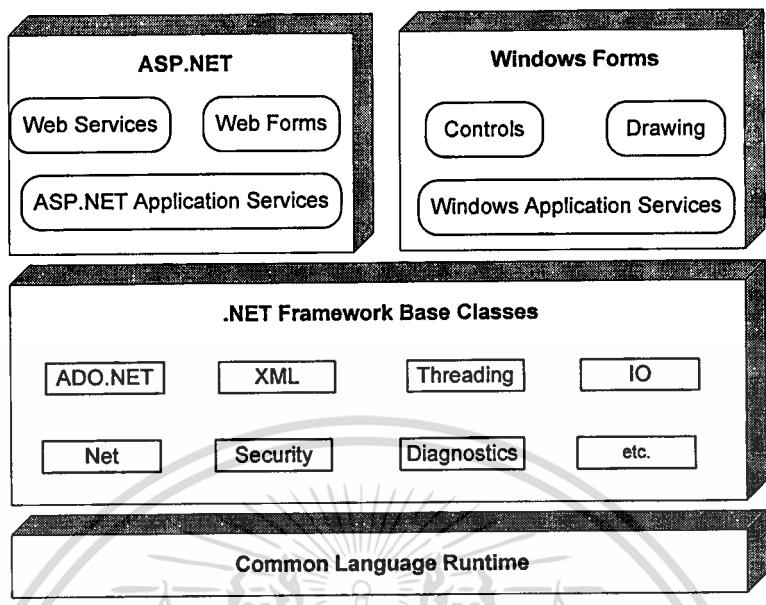 ASP.NET
Web Services
Web Forms
ASP.NET Application Services
Windows Forms
Controls
Drawing
Windows Application Services
.NET Framework Base Classes
ADO.NET
XML
Threading
IO
Net
Security
Diagnostics
etc.
Common Language Runtime